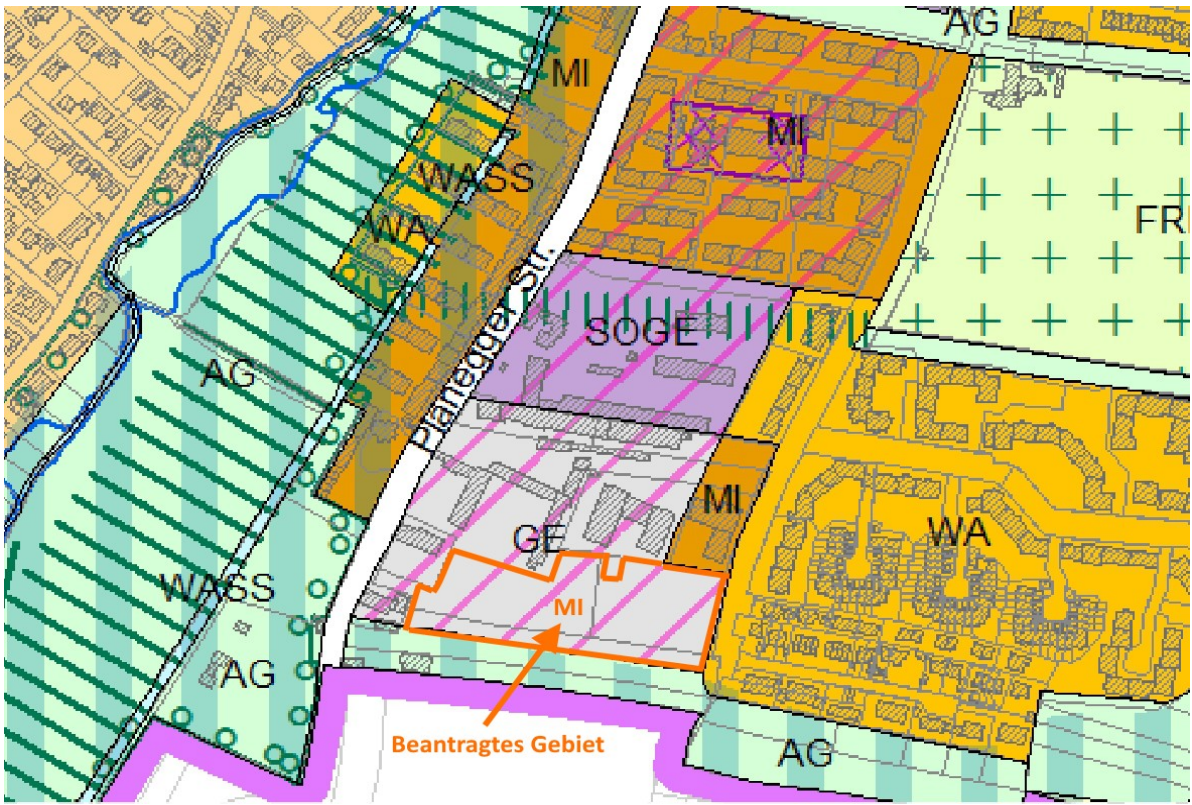 AG
MI
MI
WASS
WA
FR
Planegger Str.
SOGE
AG
MI
GE
WA
WASS
MI
AG
Beantragtes Gebiet
AG